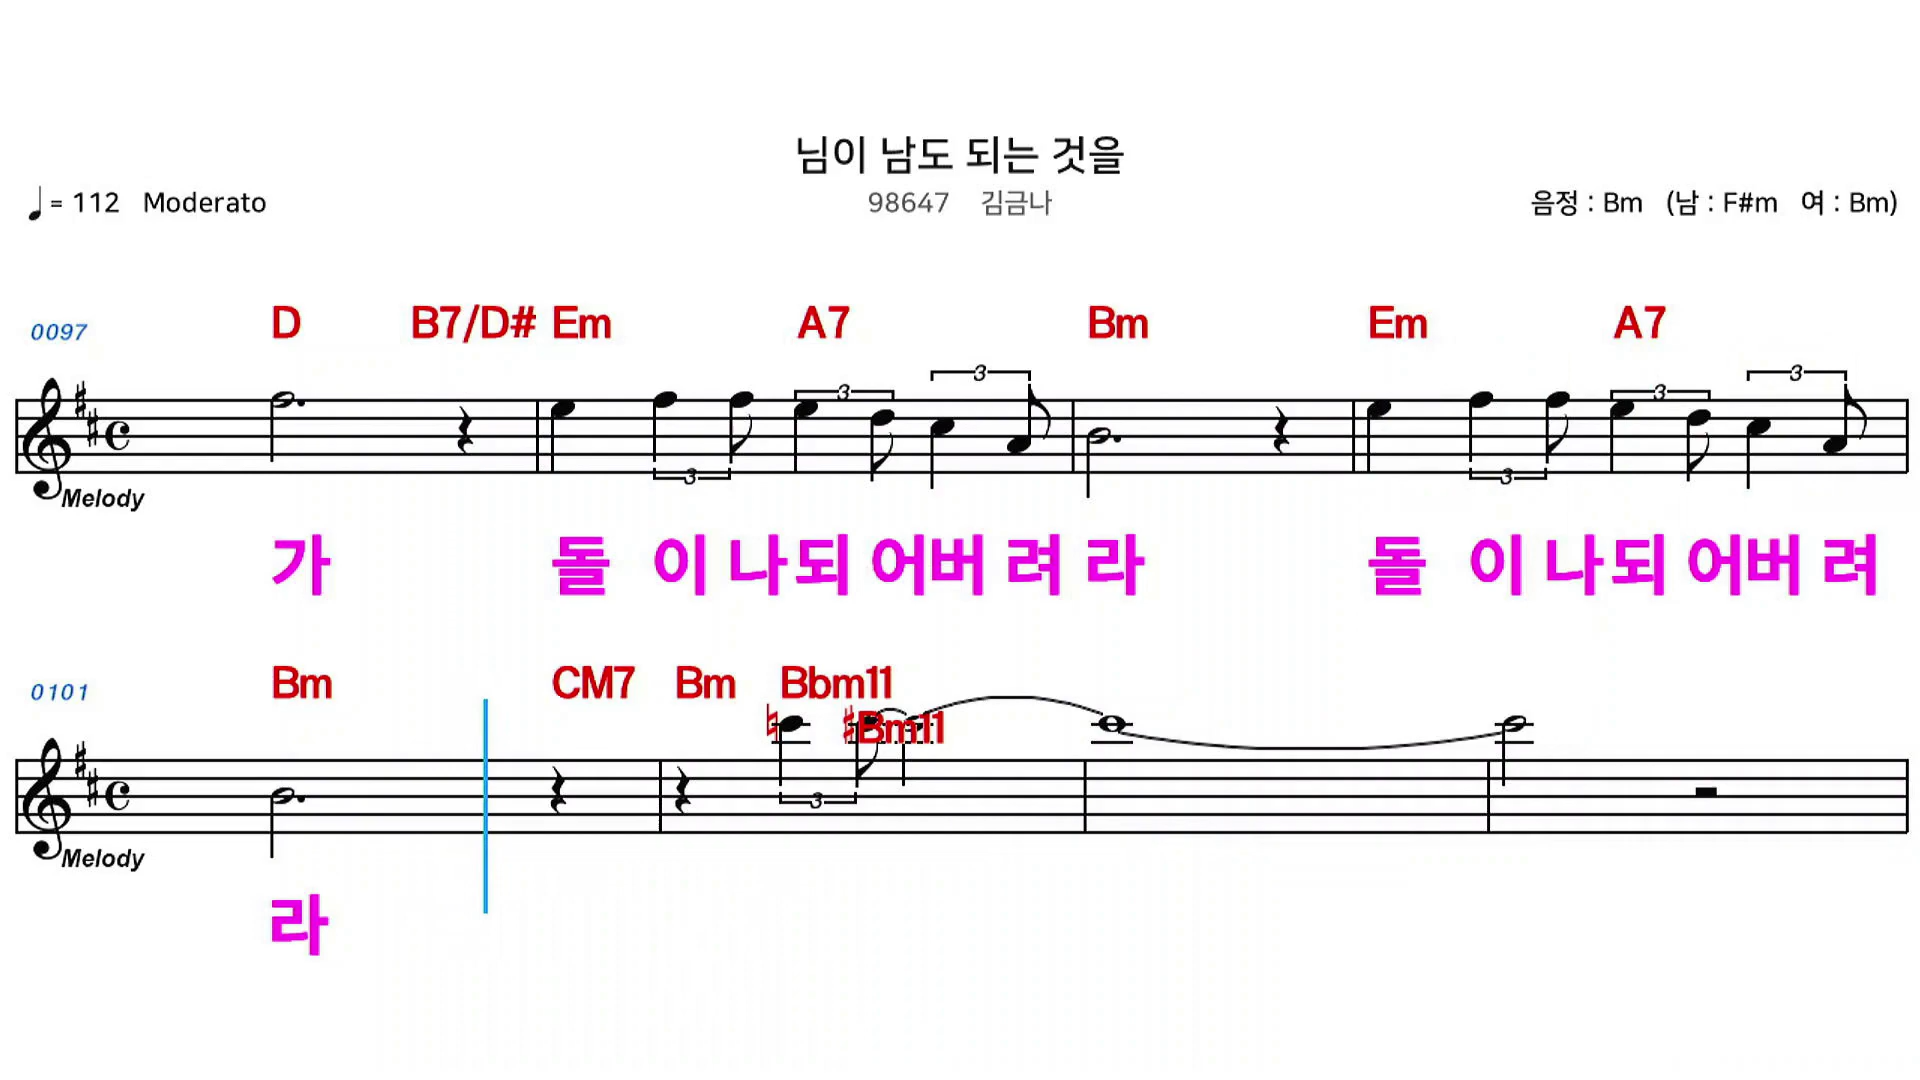 님이 남도 되는 것을
♩= 112 Moderato 98647 김금나 음정 : Bm (남 : F#m 여 : Bm)
0097 D B7/D# Em A7 Bm Em A7
3 3 3 3 3 3
Melody
가 돌 이 나 되 어 버 려 라 돌 이 나 되 어 버 려
0101 Bm CM7 Bm Bbm11
Bm11
3
Melody
라